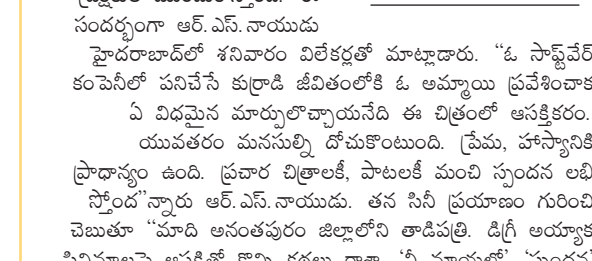 సందర్భంగా ఆర్.ఎస్.నాయుడు
హైదరాబాద్‌లో శనివారం విలేకర్లతో మాట్లాడారు. ‘‘ఓ సాఫ్ట్‌వేర్
కంపెనీలో పనిచేసే కుర్రాడి జీవితంలోకి ఓ అమ్మాయి ప్రవేశించాక
ఏ విధమైన మార్పులొచ్చాయనేది ఈ చిత్రంలో ఆసక్తికరం.
యువతరం మనసుల్ని దోచుకొంటుంది. ప్రేమ, హాస్యానికి
ప్రాధాన్యం ఉంది. ప్రచార చిత్రాలకీ, పాటలకీ మంచి స్పందన లభి
స్తోంద’’న్నారు ఆర్.ఎస్.నాయుడు. తన సినీ ప్రయాణం గురించి
చెబుతూ ‘‘మాది అనంతపురం జిల్లాలోని తాడిపత్రి. డిగ్రీ అయ్యాక